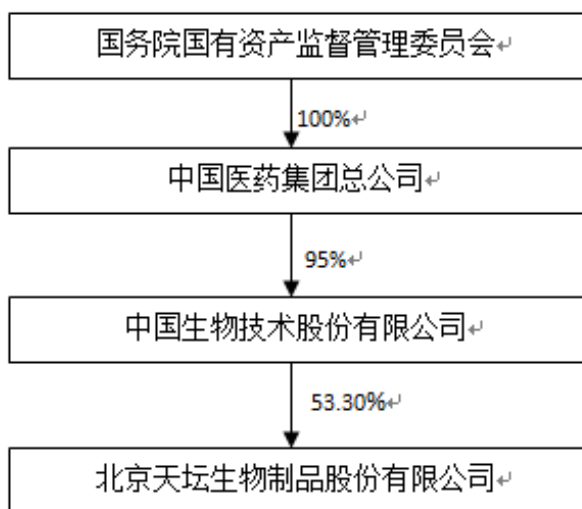 国务院国有资产监督管理委员会↵
100%↵
中国医药集团总公司↵
95%↵
中国生物技术股份有限公司↵
53.30%↵
北京天坛生物制品股份有限公司↵